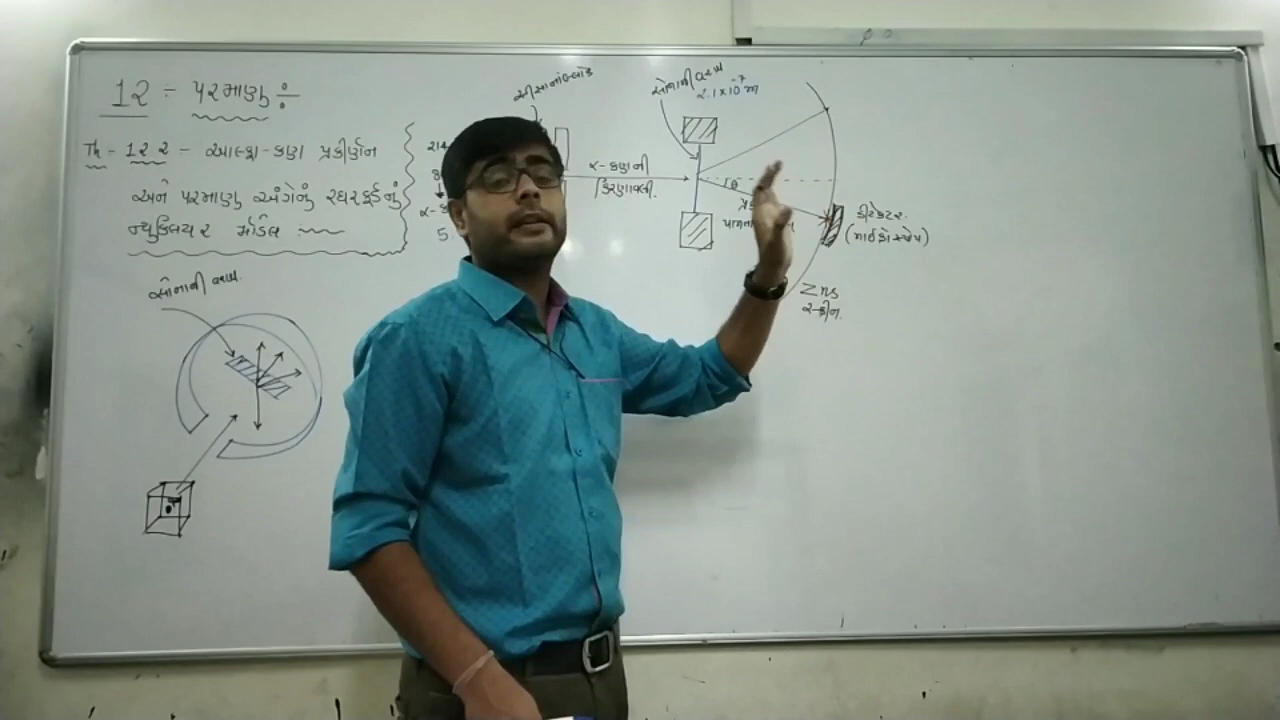 12 ÷ પરમાણુ ÷
Th - 12.2 - આલ્ફા-કણ પ્રકીર્ણન
અને પરમાણુ અંગેનું રધરફર્ડનું
ન્યુક્લિયર મોડેલ
સોનાની વરખ
214
5
સોનાની વરખ
2.1 × 10⁻⁷ m
α - કણની
કિરણાવલી.
θ
ડીટેક્ટર.
(માઈક્રોસ્કોપ)
Zns
સ્ક્રીન.